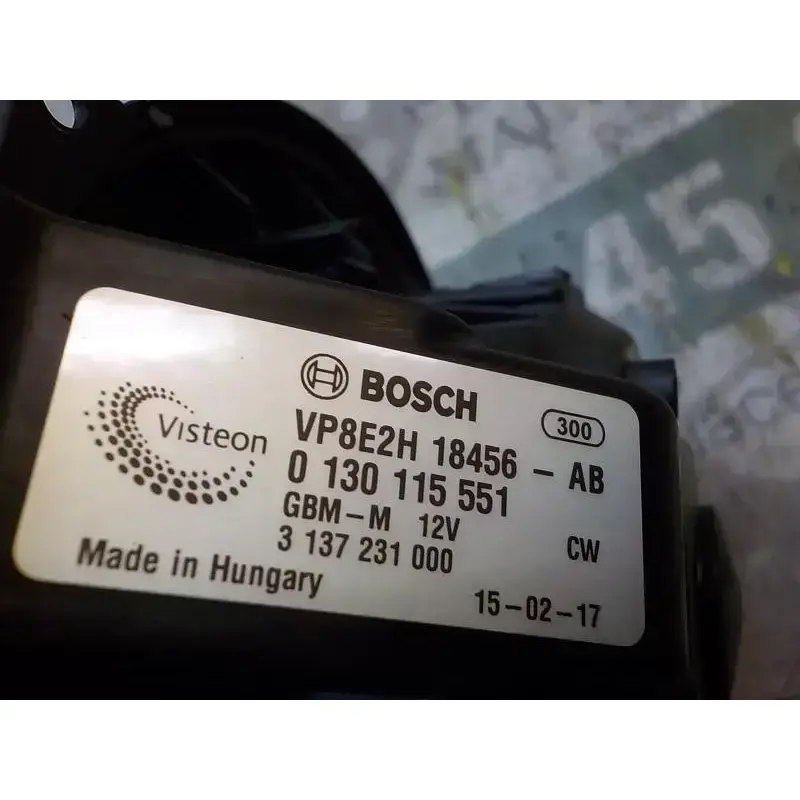 BOSCH
Visteon
300
VP8E2H 18456 - AB
0 130 115 551
GBM-M 12V
3 137 231 000
CW
Made in Hungary
15-02-17
45